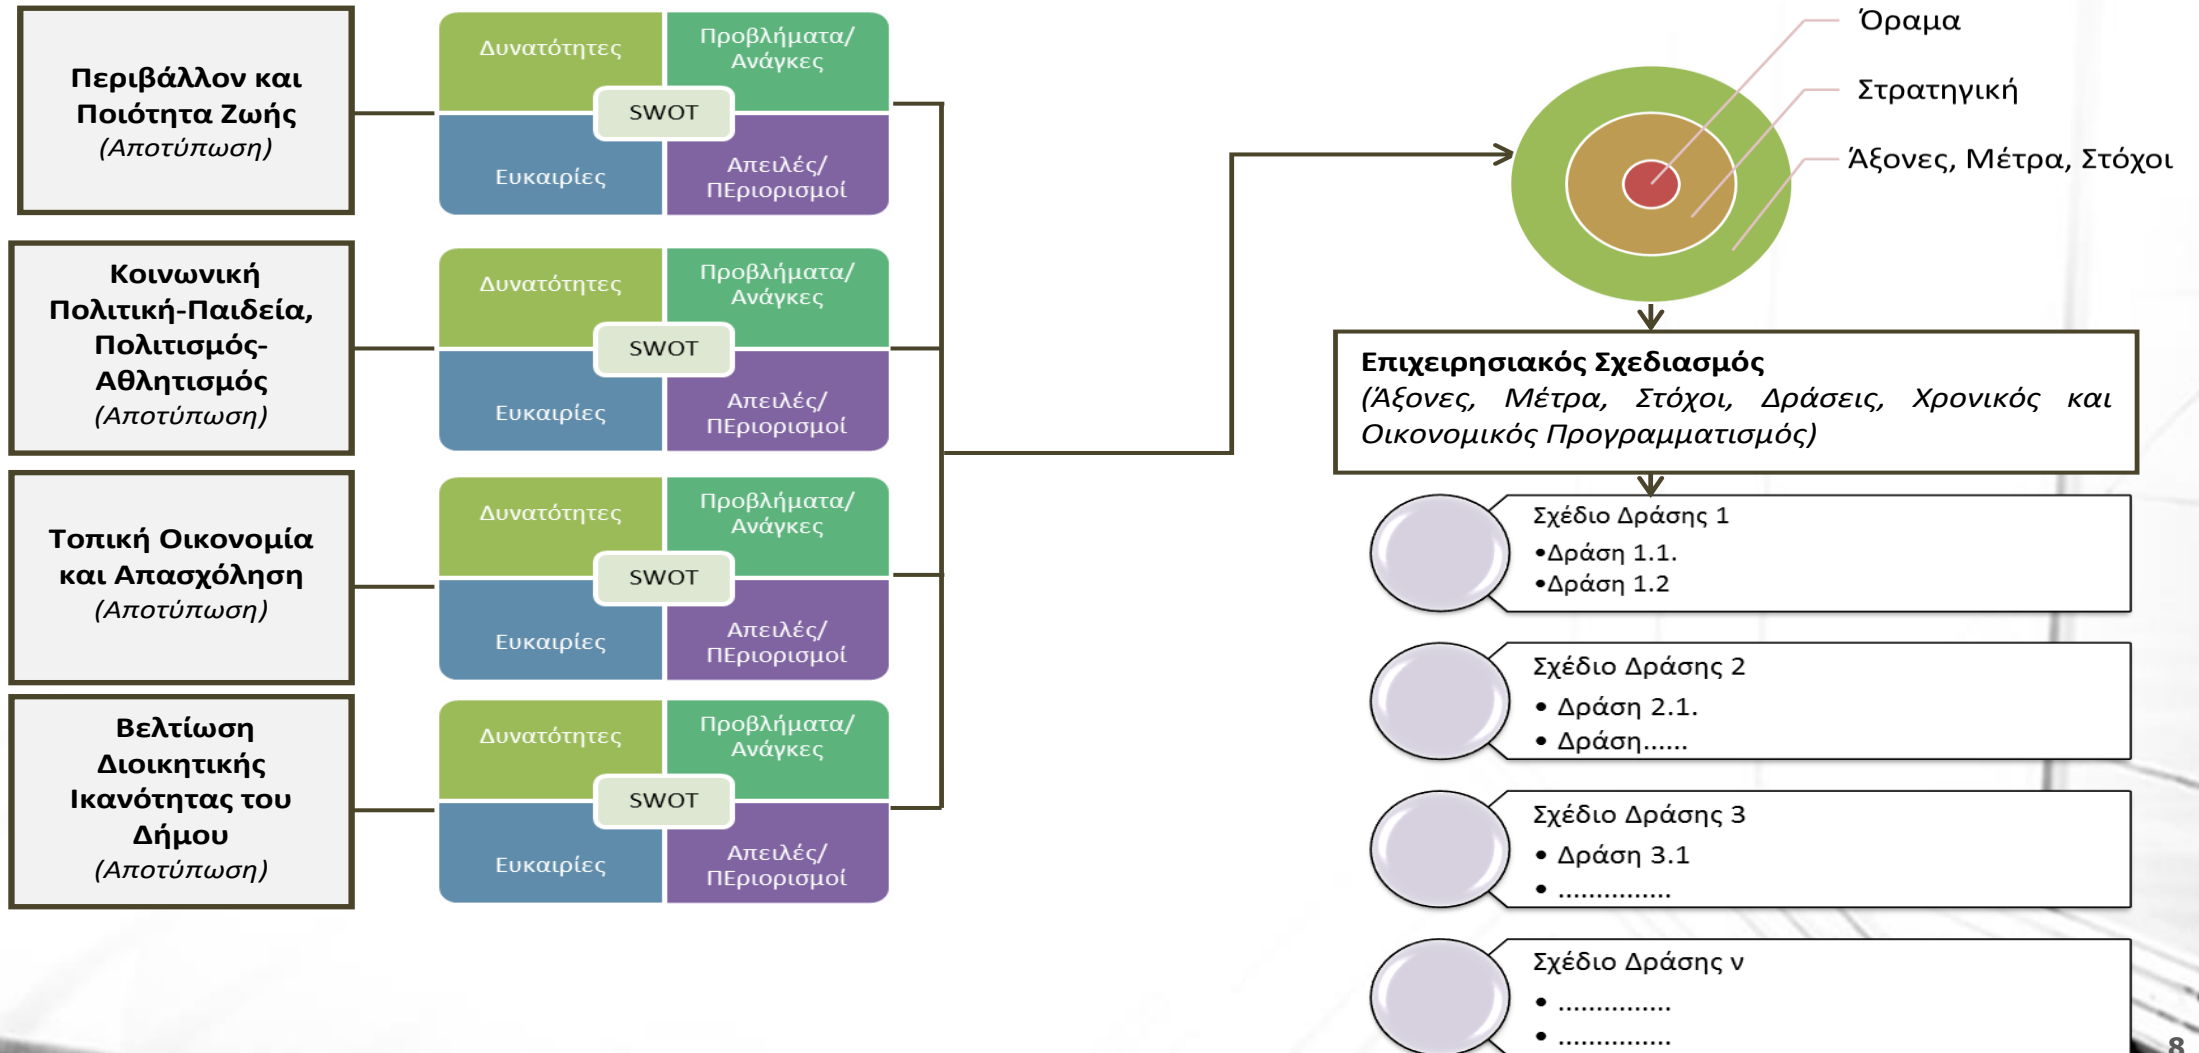 Περιβάλλον και
Ποιότητα Ζωής
(Αποτύπωση)
Δυνατότητες
Προβλήματα/
Ανάγκες
SWOT
Ευκαιρίες
Απειλές/
ΠΕριορισμοί
Κοινωνική
Πολιτική-Παιδεία,
Πολιτισμός-
Αθλητισμός
(Αποτύπωση)
Δυνατότητες
Προβλήματα/
Ανάγκες
SWOT
Ευκαιρίες
Απειλές/
ΠΕριορισμοί
Τοπική Οικονομία
και Απασχόληση
(Αποτύπωση)
Δυνατότητες
Προβλήματα/
Ανάγκες
SWOT
Ευκαιρίες
Απειλές/
ΠΕριορισμοί
Βελτίωση
Διοικητικής
Ικανότητας του
Δήμου
(Αποτύπωση)
Δυνατότητες
Προβλήματα/
Ανάγκες
SWOT
Ευκαιρίες
Απειλές/
ΠΕριορισμοί
Όραμα
Στρατηγική
Άξονες, Μέτρα, Στόχοι
Επιχειρησιακός Σχεδιασμός
(Άξονες, Μέτρα, Στόχοι, Δράσεις, Χρονικός και
Οικονομικός Προγραμματισμός)
Σχέδιο Δράσης 1
•Δράση 1.1.
•Δράση 1.2
Σχέδιο Δράσης 2
• Δράση 2.1.
• Δράση......
Σχέδιο Δράσης 3
• Δράση 3.1
• ...............
Σχέδιο Δράσης ν
• ...............
• ...............
8